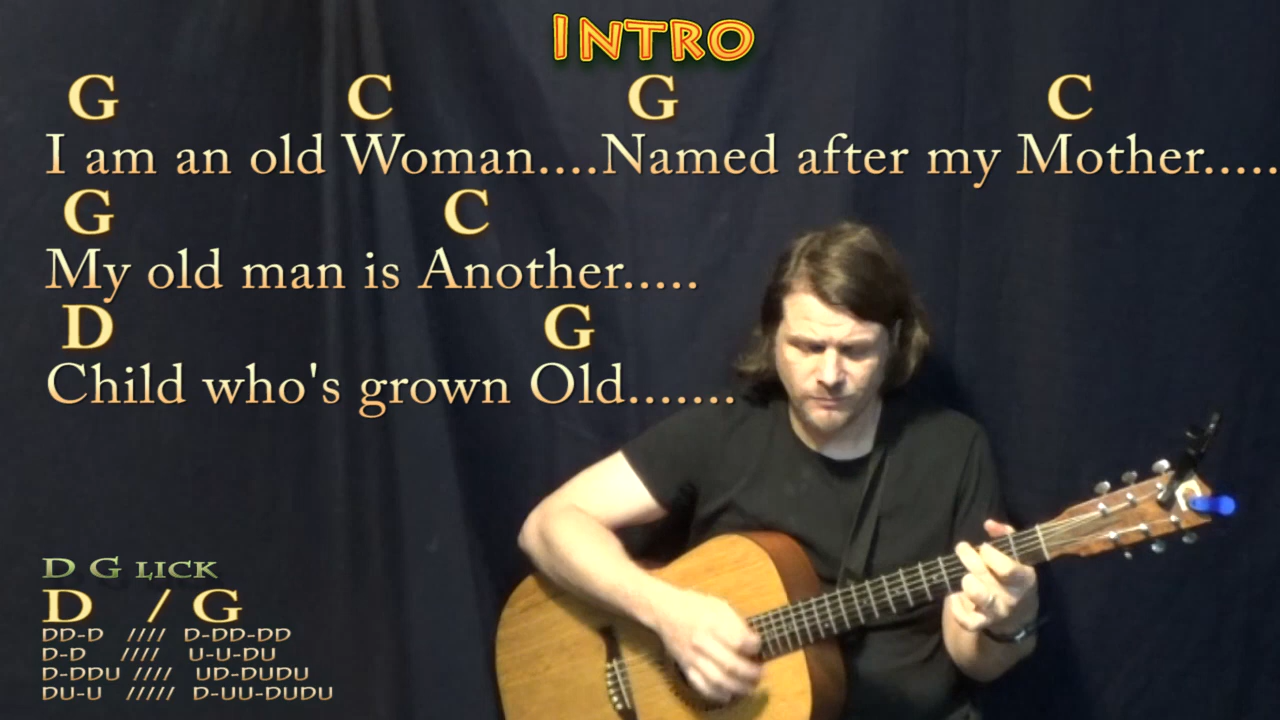 INTRO
G C G C
I am an old Woman....Named after my Mother.....
G C
My old man is Another.....
D G
Child who's grown Old.......
D G LICK
D / G
DD-D //// D-DD-DD
D-D //// U-U-DU
D-DDU //// UD-DUDU
DU-U ///// D-UU-DUDU